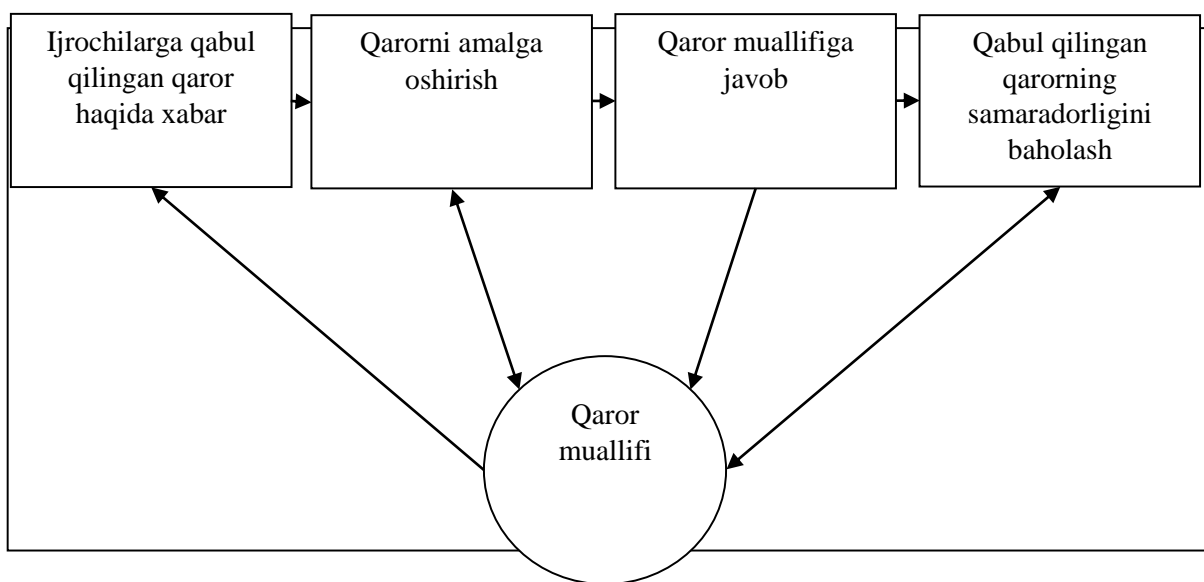 Ijrochilarga qabul
qilingan qaror
haqida xabar
Qarorni amalga
oshirish
Qaror muallifiga
javob
Qabul qilingan
qarorning
samaradorligini
baholash
Qaror
muallifi